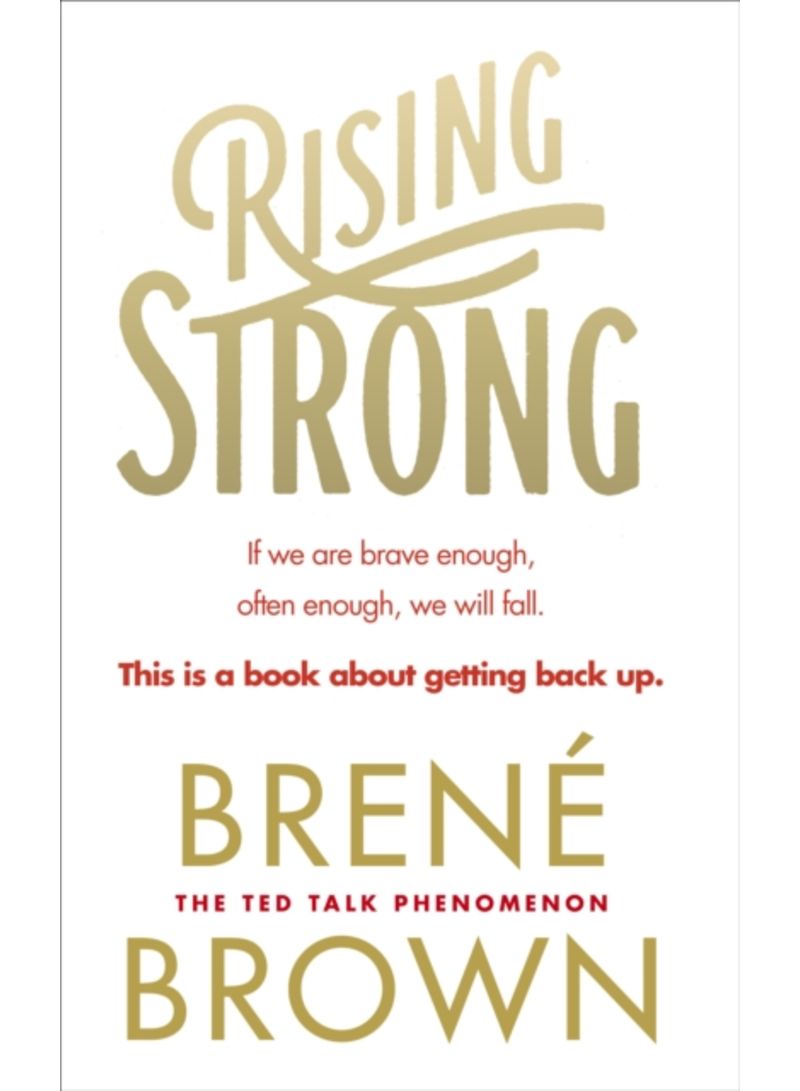 RISING
STRONG
If we are brave enough,
often enough, we will fall.
This is a book about getting back up.
BRENÉ
THE TED TALK PHENOMENON
BROWN